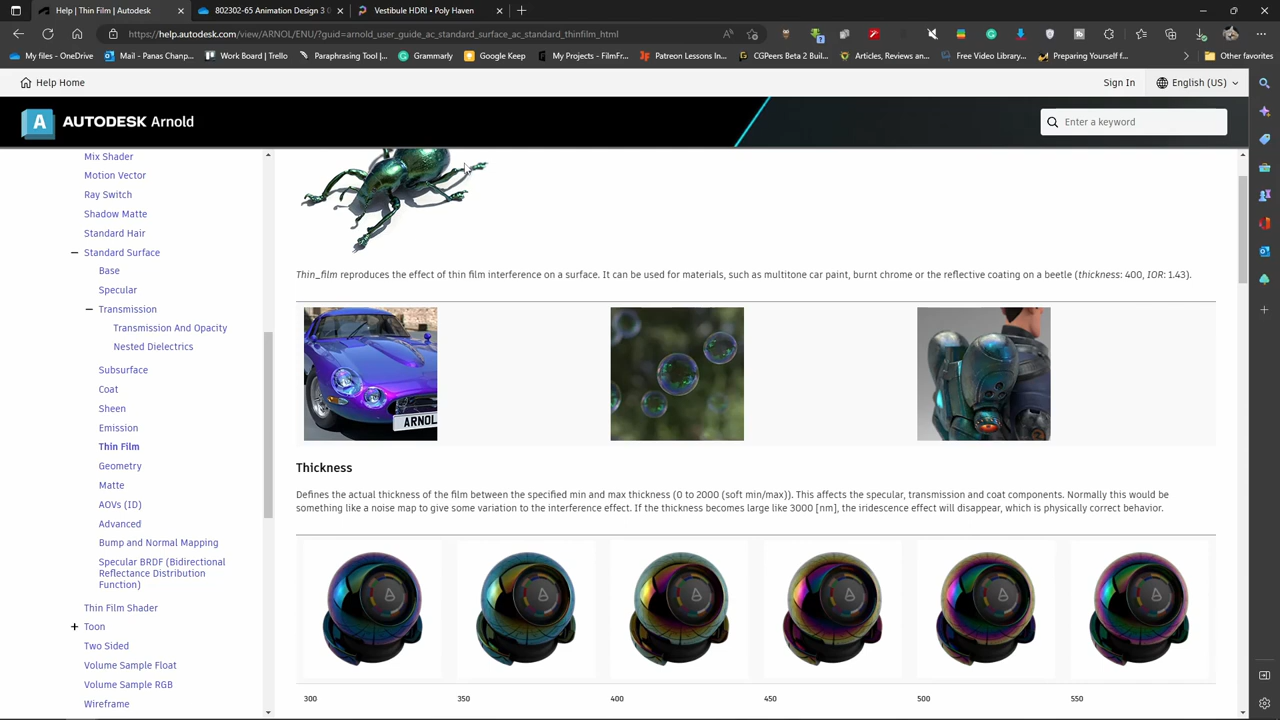 Help | Thin Film | Autodesk
802302-65 Animation Design 3 (
Vestibule HDRI • Poly Haven
https://help.autodesk.com/view/ARNOL/ENU/?guid=arnold_user_guide_ac_standard_surface_ac_standard_thinfilm_html
My files - OneDrive
Mail - Panas Chanp...
Work Board | Trello
Paraphrasing Tool |...
Grammarly
Google Keep
My Projects - FilmFr...
Patreon Lessons In...
CGPeers Beta 2 Buil...
Articles, Reviews an...
Free Video Library...
Preparing Yourself f...
Other favorites
Help Home
Sign In
English (US)
AUTODESK Arnold
Enter a keyword
Mix Shader
Motion Vector
Ray Switch
Shadow Matte
Standard Hair
Standard Surface
Base
Specular
Transmission
Transmission And Opacity
Nested Dielectrics
Subsurface
Coat
Sheen
Emission
Thin Film
Geometry
Matte
AOVs (ID)
Advanced
Bump and Normal Mapping
Specular BRDF (Bidirectional
Reflectance Distribution
Function)
Thin Film Shader
Toon
Two Sided
Volume Sample Float
Volume Sample RGB
Wireframe
Thin_film reproduces the effect of thin film interference on a surface. It can be used for materials, such as multitone car paint, burnt chrome or the reflective coating on a beetle (thickness: 400, IOR: 1.43).
ARNOL
Thickness
Defines the actual thickness of the film between the specified min and max thickness (0 to 2000 (soft min/max)). This affects the specular, transmission and coat components. Normally this would be
something like a noise map to give some variation to the interference effect. If the thickness becomes large like 3000 [nm], the iridescence effect will disappear, which is physically correct behavior.
300
350
400
450
500
550